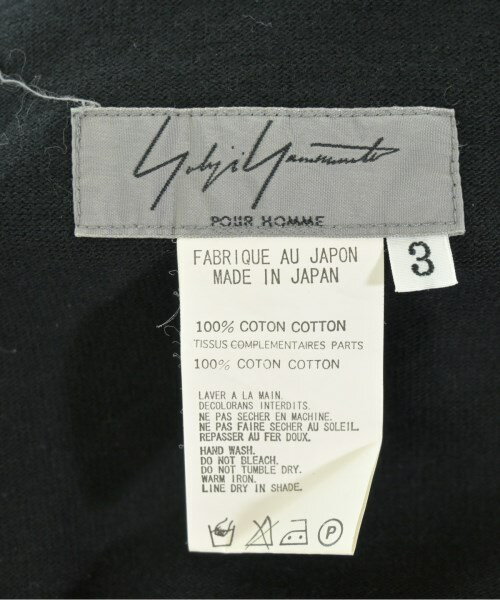 Yohji Yamamoto
POUR HOMME
3
FABRIQUE AU JAPON
MADE IN JAPAN
100% COTON COTTON
TISSUS COMPLEMENTAIRES PARTS
100% COTON COTTON
LAVER A LA MAIN.
DECOLORANS INTERDITS.
NE PAS SECHER EN MACHINE.
NE PAS FAIRE SECHER AU SOLEIL.
REPASSER AU FER DOUX.
HAND WASH.
DO NOT BLEACH.
DO NOT TUMBLE DRY.
WARM IRON.
LINE DRY IN SHADE.
P